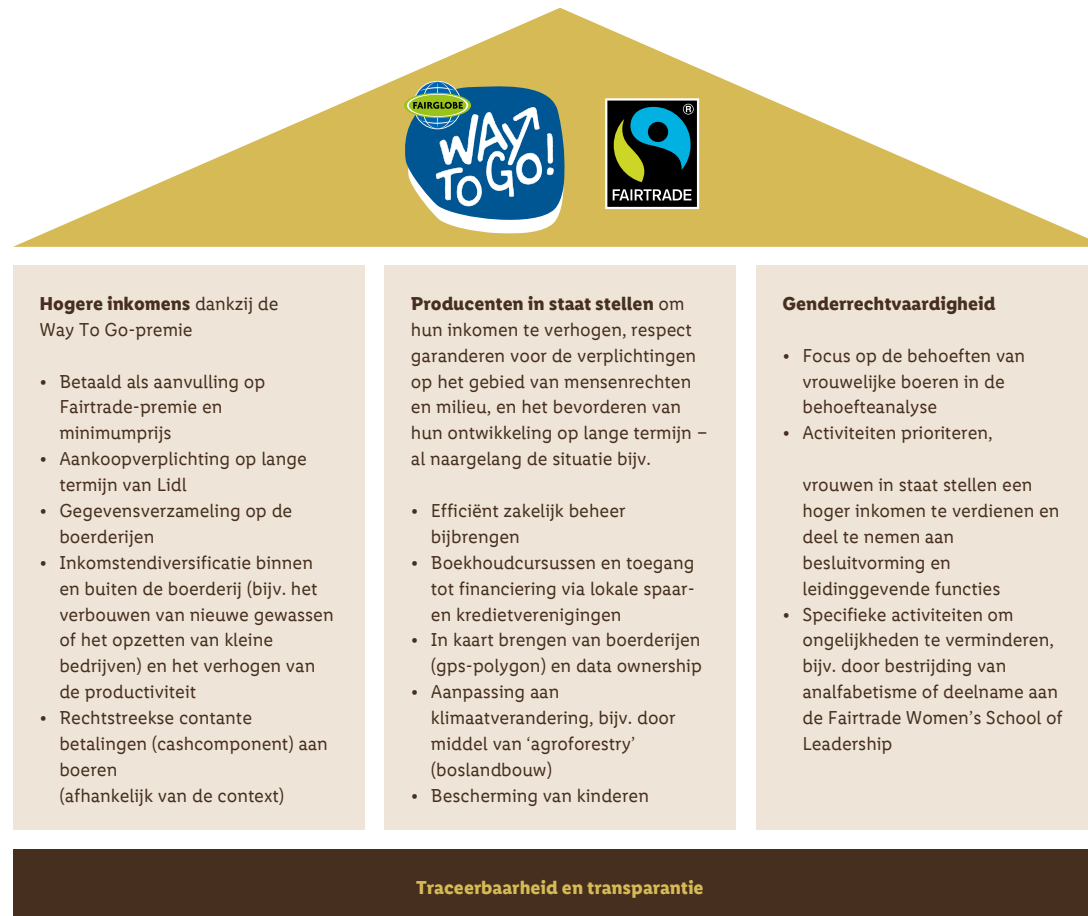 FAIRGLOBE
WAY
TO GO!
®
FAIRTRADE
Hogere inkomens dankzij de
Way To Go-premie
• Betaald als aanvulling op
Fairtrade-premie en
minimumprijs
• Aankoopverplichting op lange
termijn van Lidl
• Gegevensverzameling op de
boerderijen
• Inkomstendiversificatie binnen
en buiten de boerderij (bijv. het
verbouwen van nieuwe gewassen
of het opzetten van kleine
bedrijven) en het verhogen van
de productiviteit
• Rechtstreekse contante
betalingen (cashcomponent) aan
boeren
(afhankelijk van de context)
Producenten in staat stellen om
hun inkomen te verhogen, respect
garanderen voor de verplichtingen
op het gebied van mensenrechten
en milieu, en het bevorderen van
hun ontwikkeling op lange termijn –
al naargelang de situatie bijv.
• Efficiënt zakelijk beheer
bijbrengen
• Boekhoudcursussen en toegang
tot financiering via lokale spaar-
en kredietverenigingen
• In kaart brengen van boerderijen
(gps-polygon) en data ownership
• Aanpassing aan
klimaatverandering, bijv. door
middel van ‘agroforestry’
(boslandbouw)
• Bescherming van kinderen
Genderrechtvaardigheid
• Focus op de behoeften van
vrouwelijke boeren in de
behoefteanalyse
• Activiteiten prioriteren,
vrouwen in staat stellen een
hoger inkomen te verdienen en
deel te nemen aan
besluitvorming en
leidinggevende functies
• Specifieke activiteiten om
ongelijkheden te verminderen,
bijv. door bestrijding van
analfabetisme of deelname aan
de Fairtrade Women’s School of
Leadership
Traceerbaarheid en transparantie